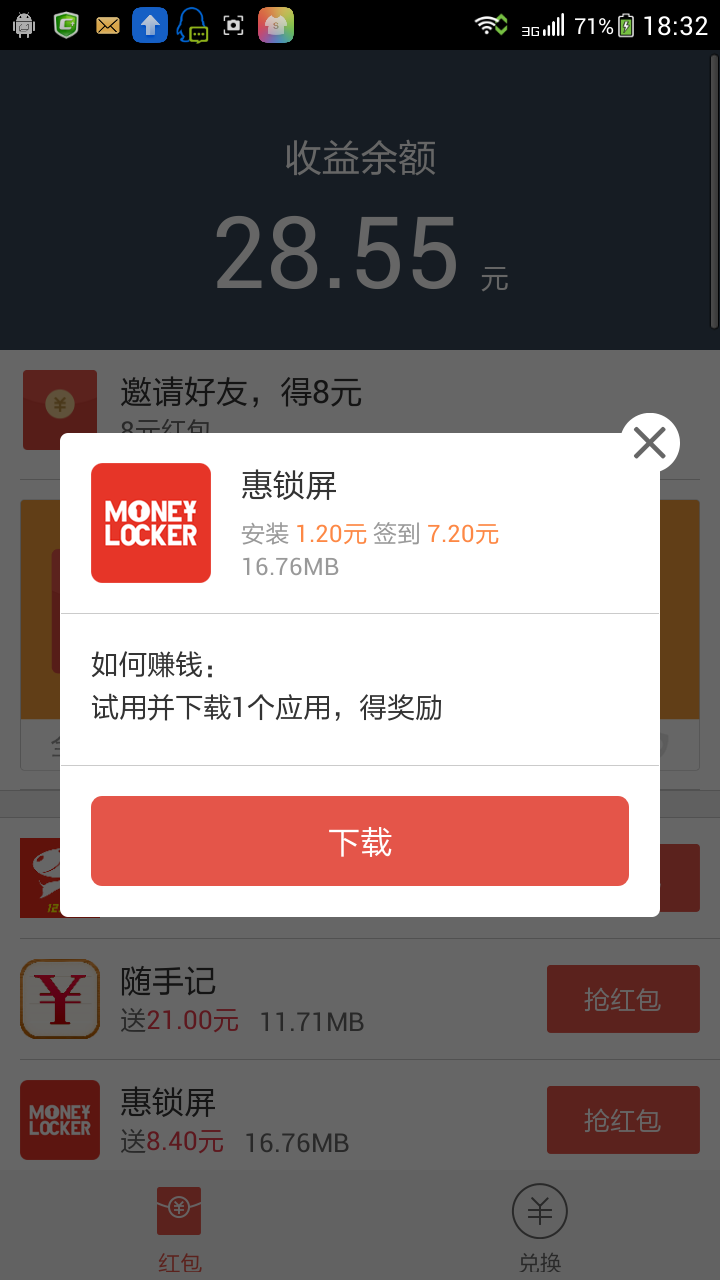 3G 71% 18:32
收益余额
28.55 元
邀请好友，得8元
8元红包
MONEY
LOCKER
惠锁屏
安装 1.20元 签到 7.20元
16.76MB
如何赚钱：
试用并下载1个应用，得奖励
下载
随手记
送21.00元 11.71MB
抢红包
MONEY
LOCKER
惠锁屏
送8.40元 16.76MB
抢红包
红包
兑换